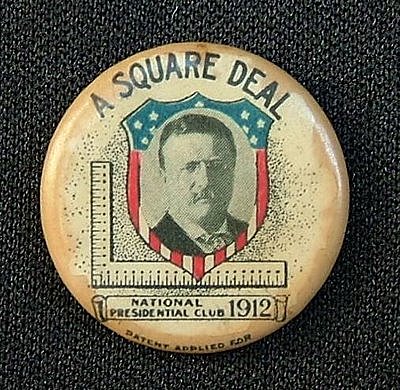 A SQUARE DEAL
NATIONAL
PRESIDENTIAL CLUB 1912
PATENT APPLIED FOR